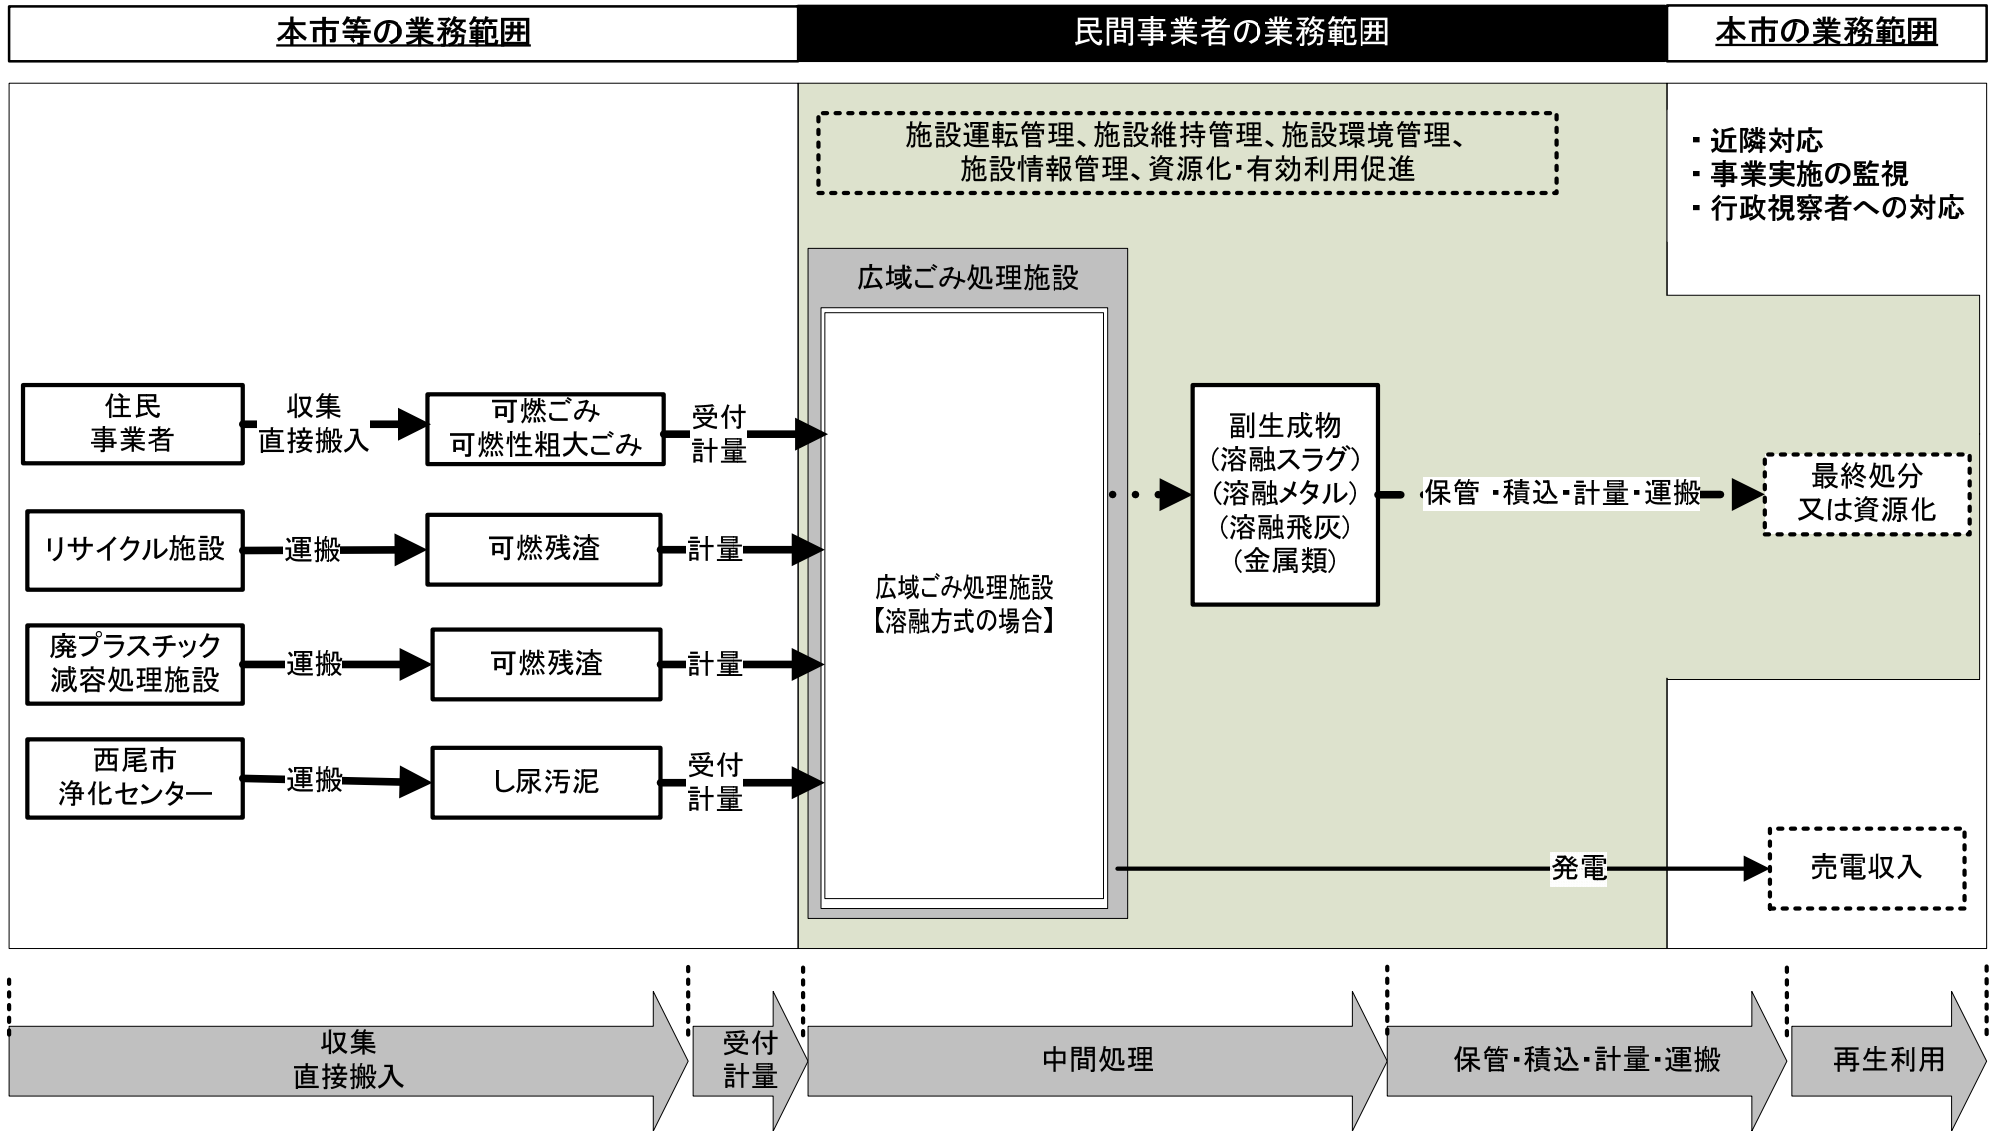 本市等の業務範囲
民間事業者の業務範囲
本市の業務範囲
施設運転管理、施設維持管理、施設環境管理、
施設情報管理、資源化・有効利用促進
・近隣対応
・事業実施の監視
・行政視察者への対応
広域ごみ処理施設
住民
事業者
収集
直接搬入
可燃ごみ
可燃性粗大ごみ
受付
計量
リサイクル施設
運搬
可燃残渣
計量
廃プラスチック
減容処理施設
運搬
可燃残渣
計量
西尾市
浄化センター
運搬
し尿汚泥
受付
計量
広域ごみ処理施設
【溶融方式の場合】
副生成物
(溶融スラグ)
(溶融メタル)
(溶融飛灰)
(金属類)
保管・積込・計量・運搬
最終処分
又は資源化
発電
売電収入
収集
直接搬入
受付
計量
中間処理
保管・積込・計量・運搬
再生利用